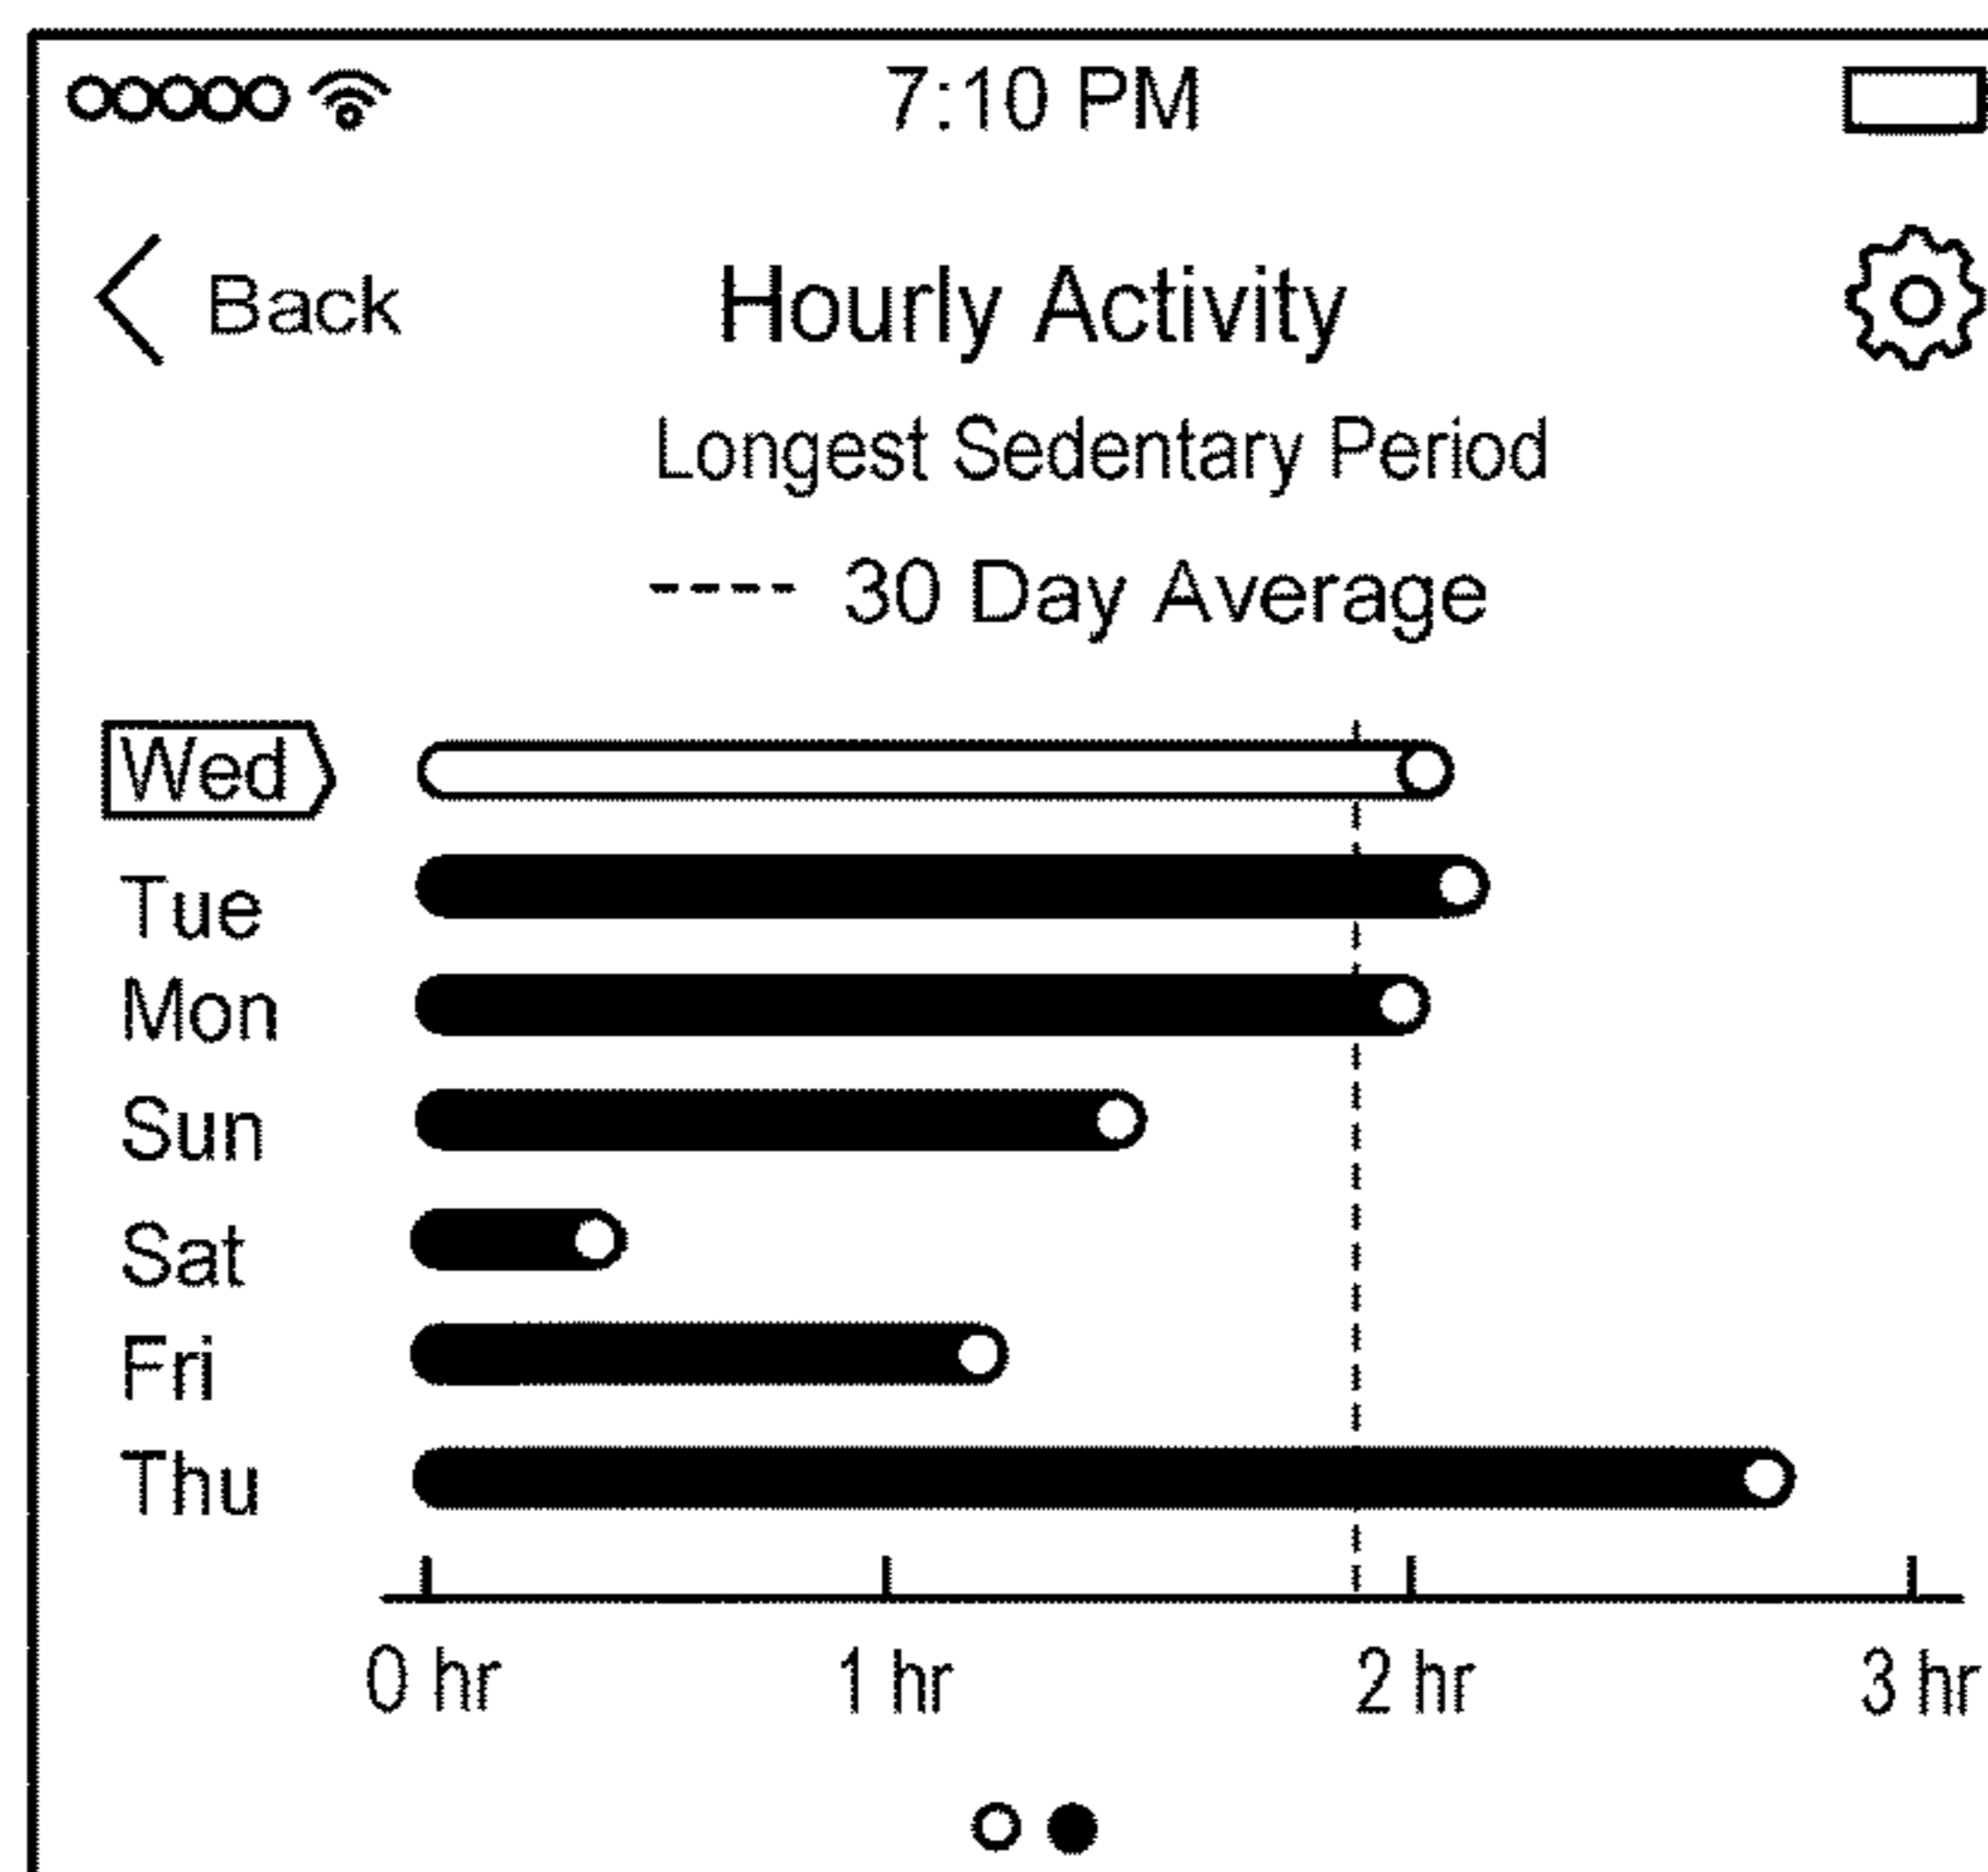 7:10 PM
Back Hourly Activity
Longest Sedentary Period
---- 30 Day Average
Wed
Tue
Mon
Sun
Sat
Fri
Thu
0 hr 1 hr 2 hr 3 hr